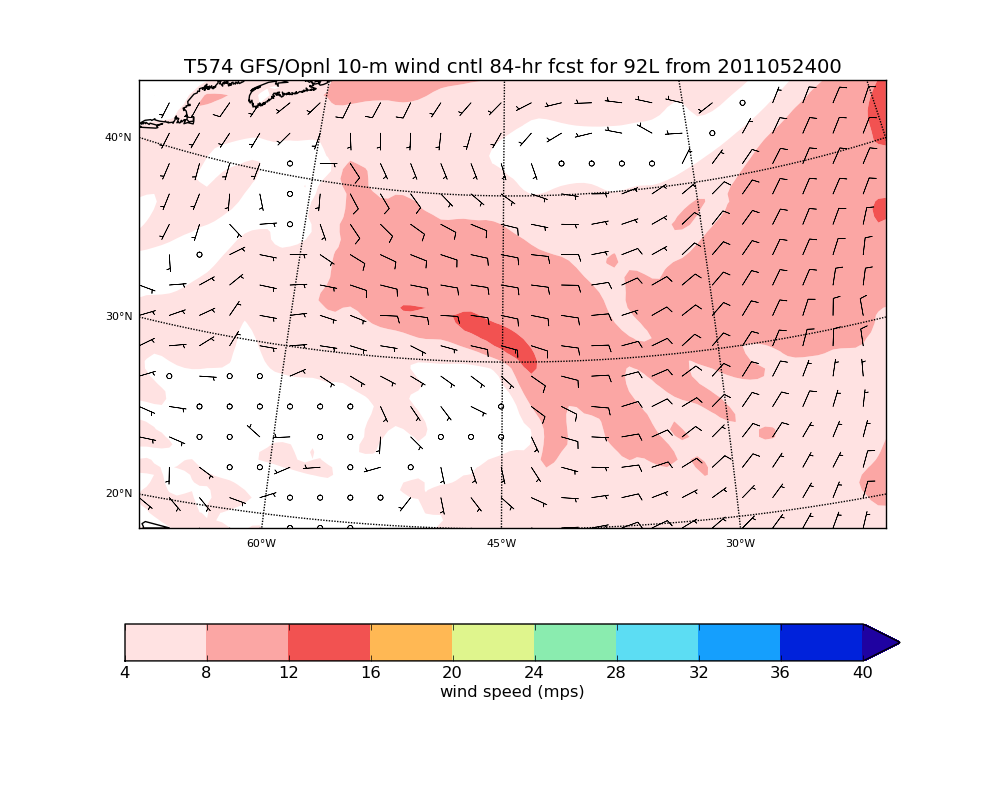 T574 GFS/Opnl 10-m wind cntl 84-hr fcst for 92L from 2011052400
40°N
30°N
20°N
60°W 45°W 30°W
4 8 12 16 20 24 28 32 36 40
wind speed (mps)